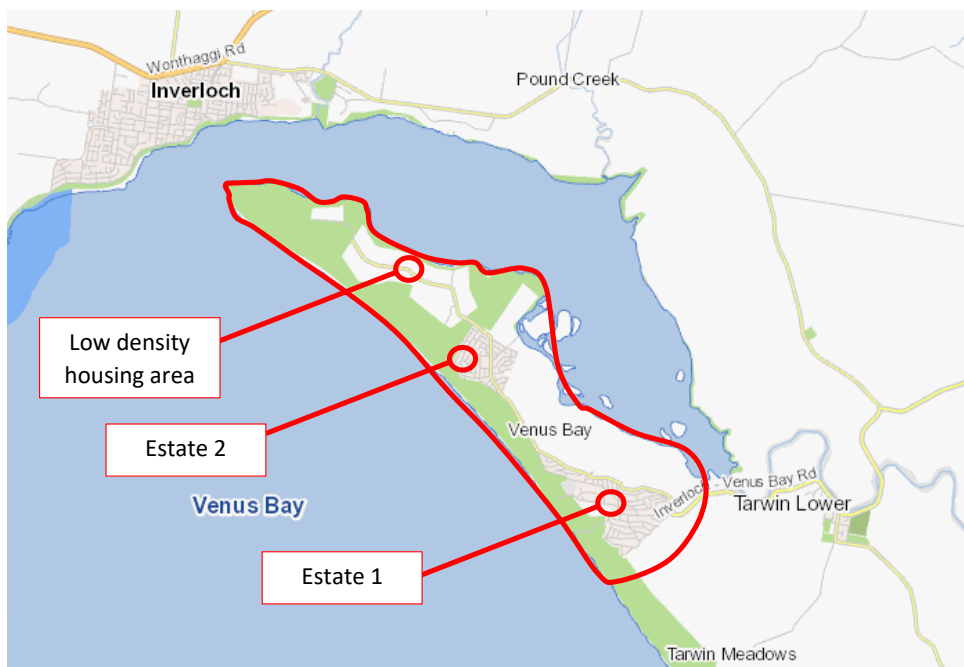 Wonthaggi Rd
Inverloch
Pound Creek
Low density
housing area
Estate 2
Venus Bay
Venus Bay
Inverloch - Venus Bay Rd
Tarwin Lower
Estate 1
Tarwin Meadows